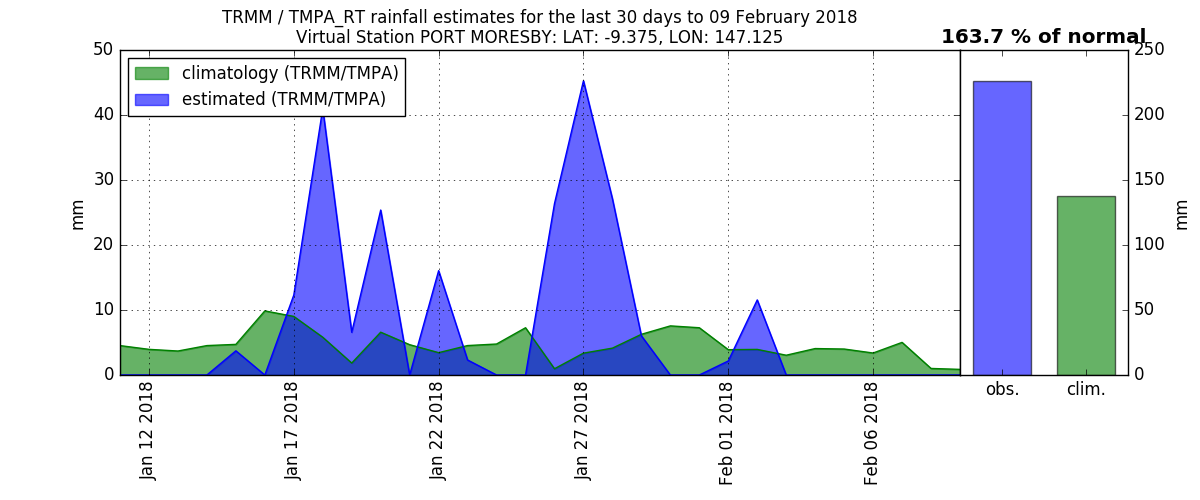 TRMM / TMPA_RT rainfall estimates for the last 30 days to 09 February 2018
Virtual Station PORT MORESBY: LAT: -9.375, LON: 147.125
163.7 % of normal
climatology (TRMM/TMPA)
estimated (TRMM/TMPA)
mm
50
40
30
20
10
0
Jan 12 2018
Jan 17 2018
Jan 22 2018
Jan 27 2018
Feb 01 2018
Feb 06 2018
250
200
150
100
50
0
mm
obs.
clim.